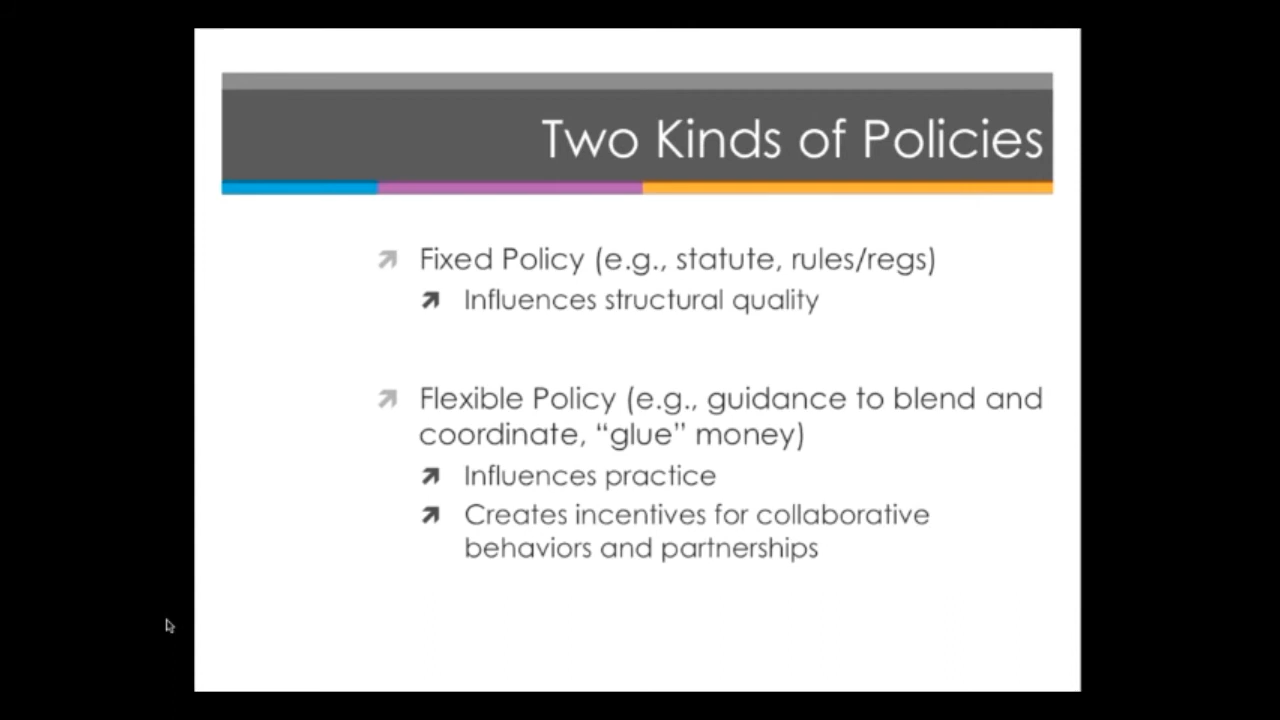 Two Kinds of Policies
Fixed Policy (e.g., statute, rules/regs)
Influences structural quality
Flexible Policy (e.g., guidance to blend and
coordinate, “glue” money)
Influences practice
Creates incentives for collaborative
behaviors and partnerships